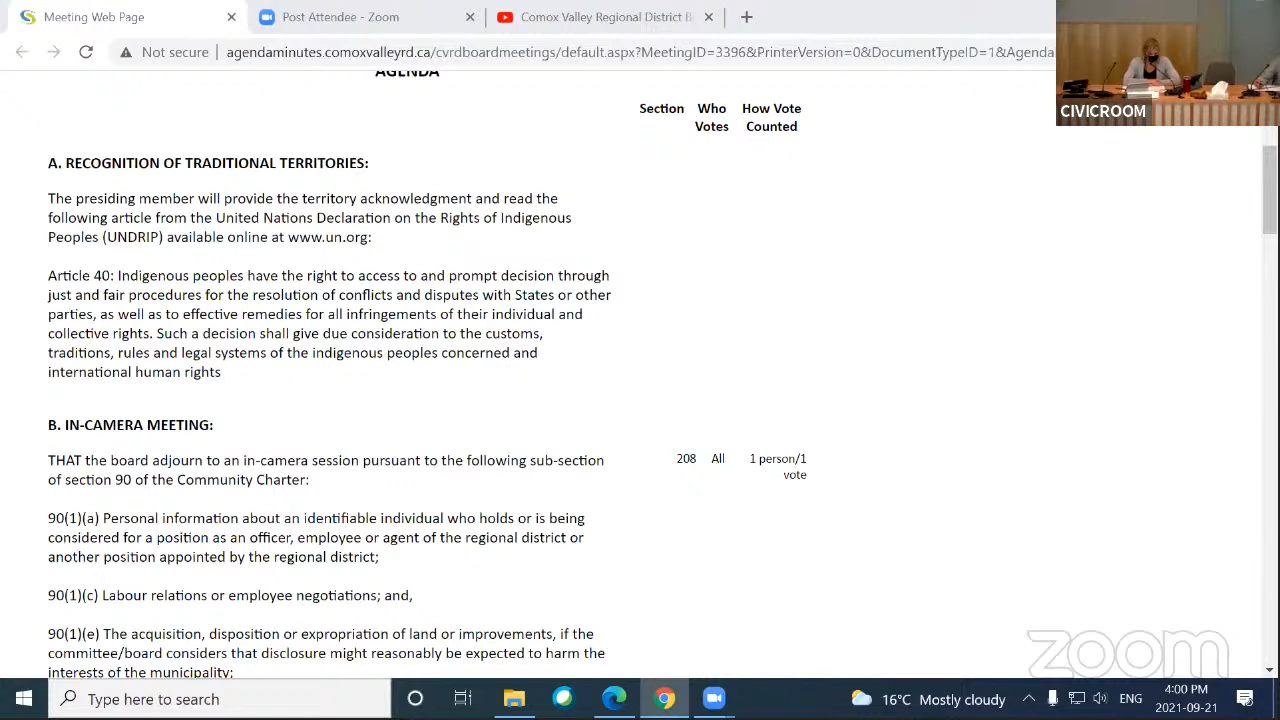 Meeting Web Page
Post Attendee - Zoom
Comox Valley Regional District B
Not secure
agendaminutes.comoxvalleyrd.ca/cvrdboardmeetings/default.aspx?MeetingID=3396&PrinterVersion=0&DocumentTypeID=1&Agenda
CIVICROOM
AGENDA
Section Who How Vote
Votes Counted
A. RECOGNITION OF TRADITIONAL TERRITORIES:
The presiding member will provide the territory acknowledgment and read the
following article from the United Nations Declaration on the Rights of Indigenous
Peoples (UNDRIP) available online at www.un.org:
Article 40: Indigenous peoples have the right to access to and prompt decision through
just and fair procedures for the resolution of conflicts and disputes with States or other
parties, as well as to effective remedies for all infringements of their individual and
collective rights. Such a decision shall give due consideration to the customs,
traditions, rules and legal systems of the indigenous peoples concerned and
international human rights
B. IN-CAMERA MEETING:
THAT the board adjourn to an in-camera session pursuant to the following sub-section
of section 90 of the Community Charter:
208 All 1 person/1
vote
90(1)(a) Personal information about an identifiable individual who holds or is being
considered for a position as an officer, employee or agent of the regional district or
another position appointed by the regional district;
90(1)(c) Labour relations or employee negotiations; and,
90(1)(e) The acquisition, disposition or expropriation of land or improvements, if the
committee/board considers that disclosure might reasonably be expected to harm the
interests of the municipality;
zoom
Type here to search
16°C Mostly cloudy
ENG
4:00 PM
2021-09-21